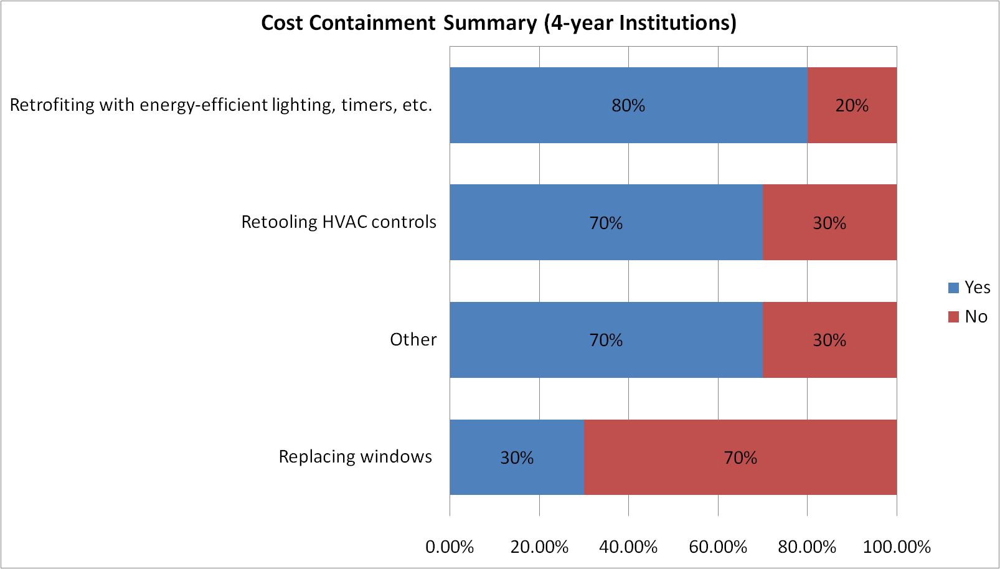 Cost Containment Summary (4-year Institutions)
Retrofiting with energy-efficient lighting, timers, etc.
80%
20%
Retooling HVAC controls
70%
30%
Other
70%
30%
Replacing windows
30%
70%
Yes
No
0.00%
20.00%
40.00%
60.00%
80.00%
100.00%